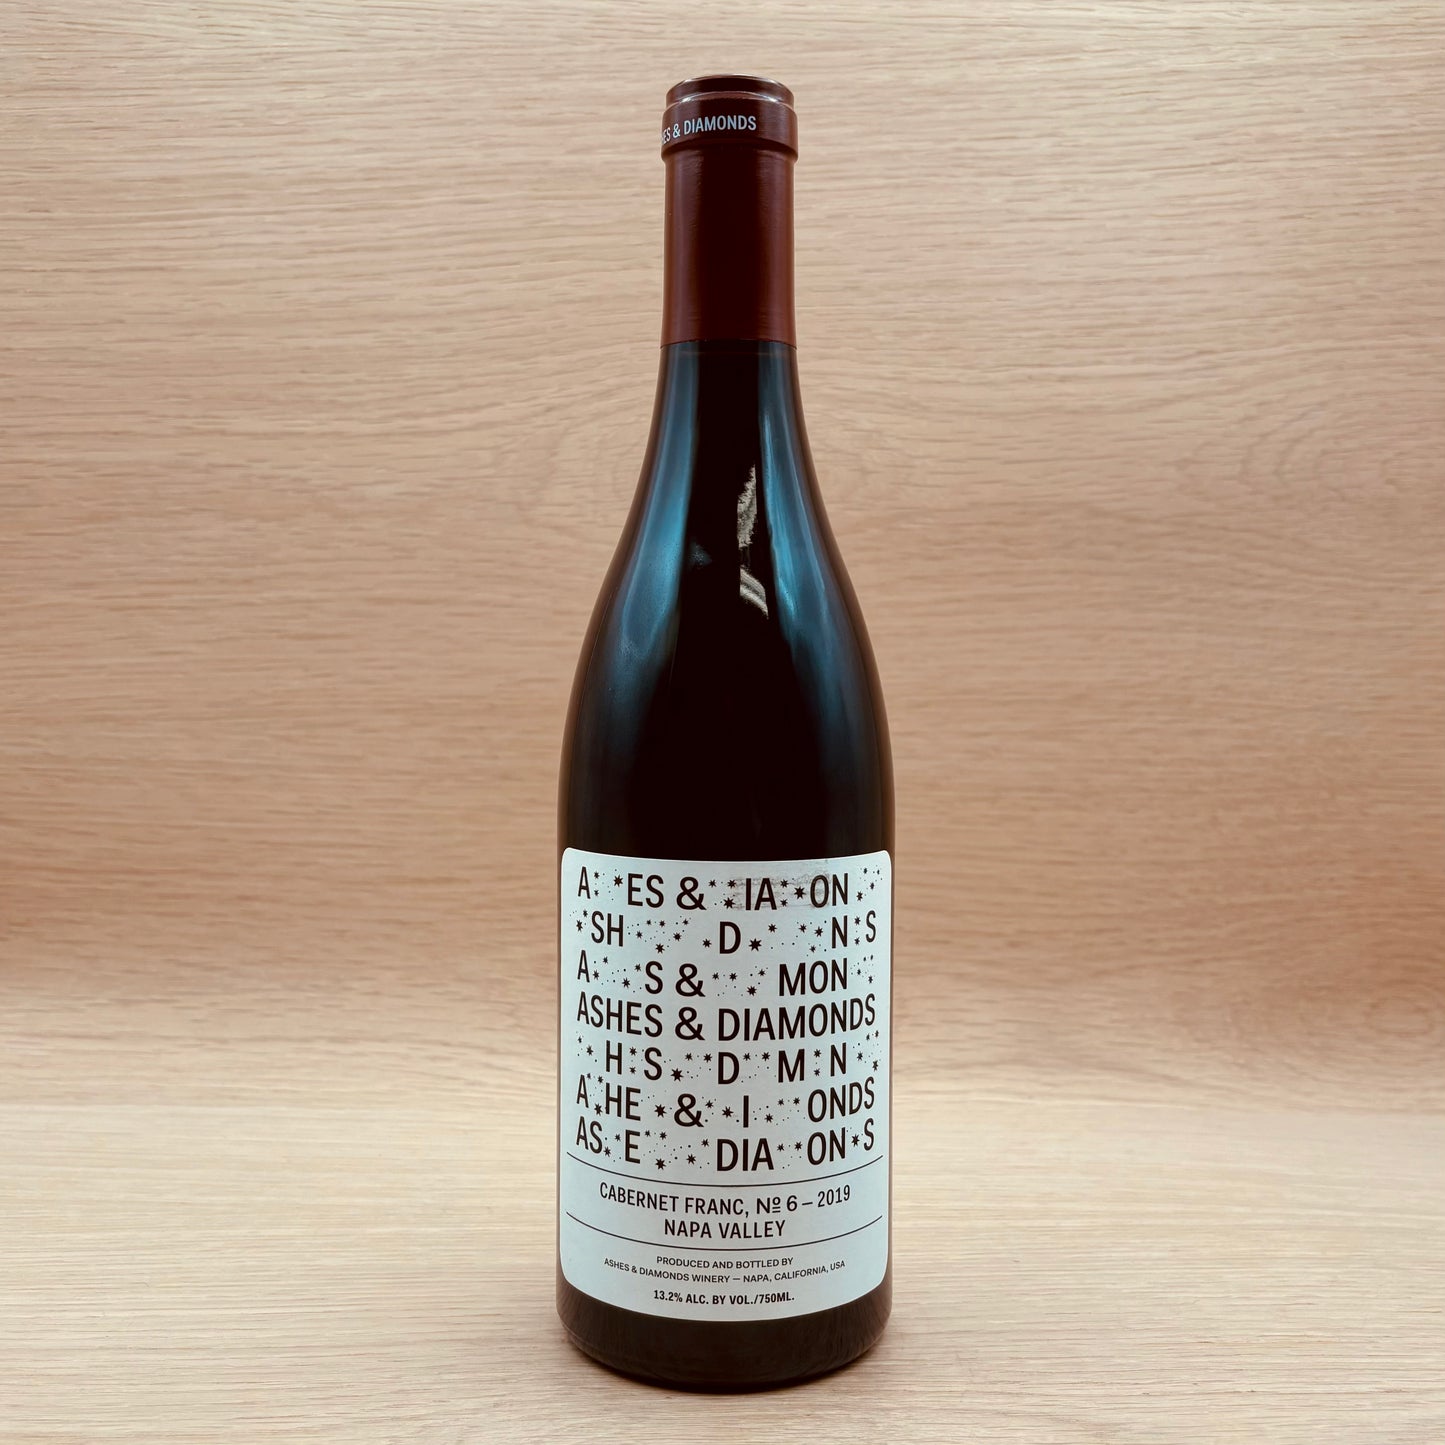 ES & DIAMONDS
A ES & IA ON
SH D N S
A S & MON
ASHES & DIAMONDS
H S D M N
A HE & I ONDS
AS E DIA ON S
CABERNET FRANC, Nº 6 – 2019
NAPA VALLEY
PRODUCED AND BOTTLED BY
ASHES & DIAMONDS WINERY — NAPA, CALIFORNIA, USA
13.2% ALC. BY VOL./750ML.